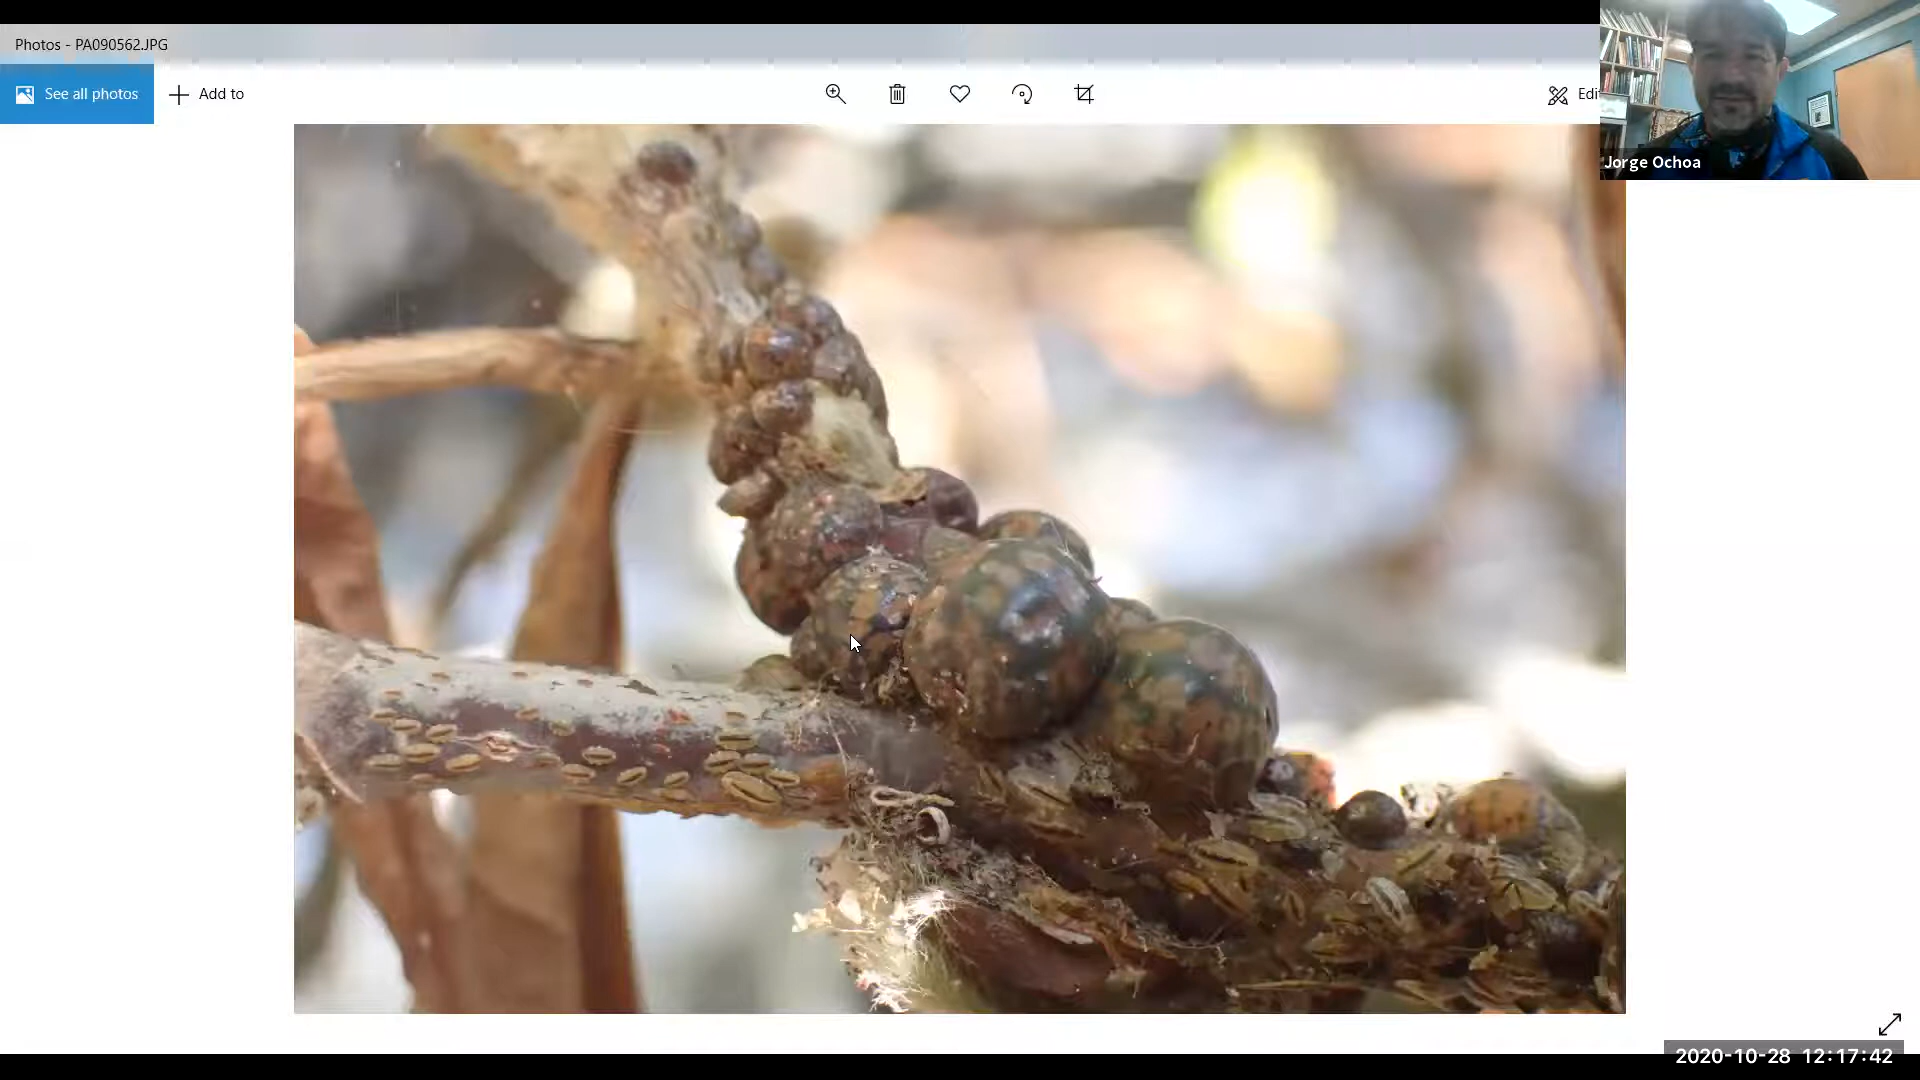 Photos - PA090562.JPG
See all photos
Add to
Edi
Jorge Ochoa
2020-10-28 12:17:42